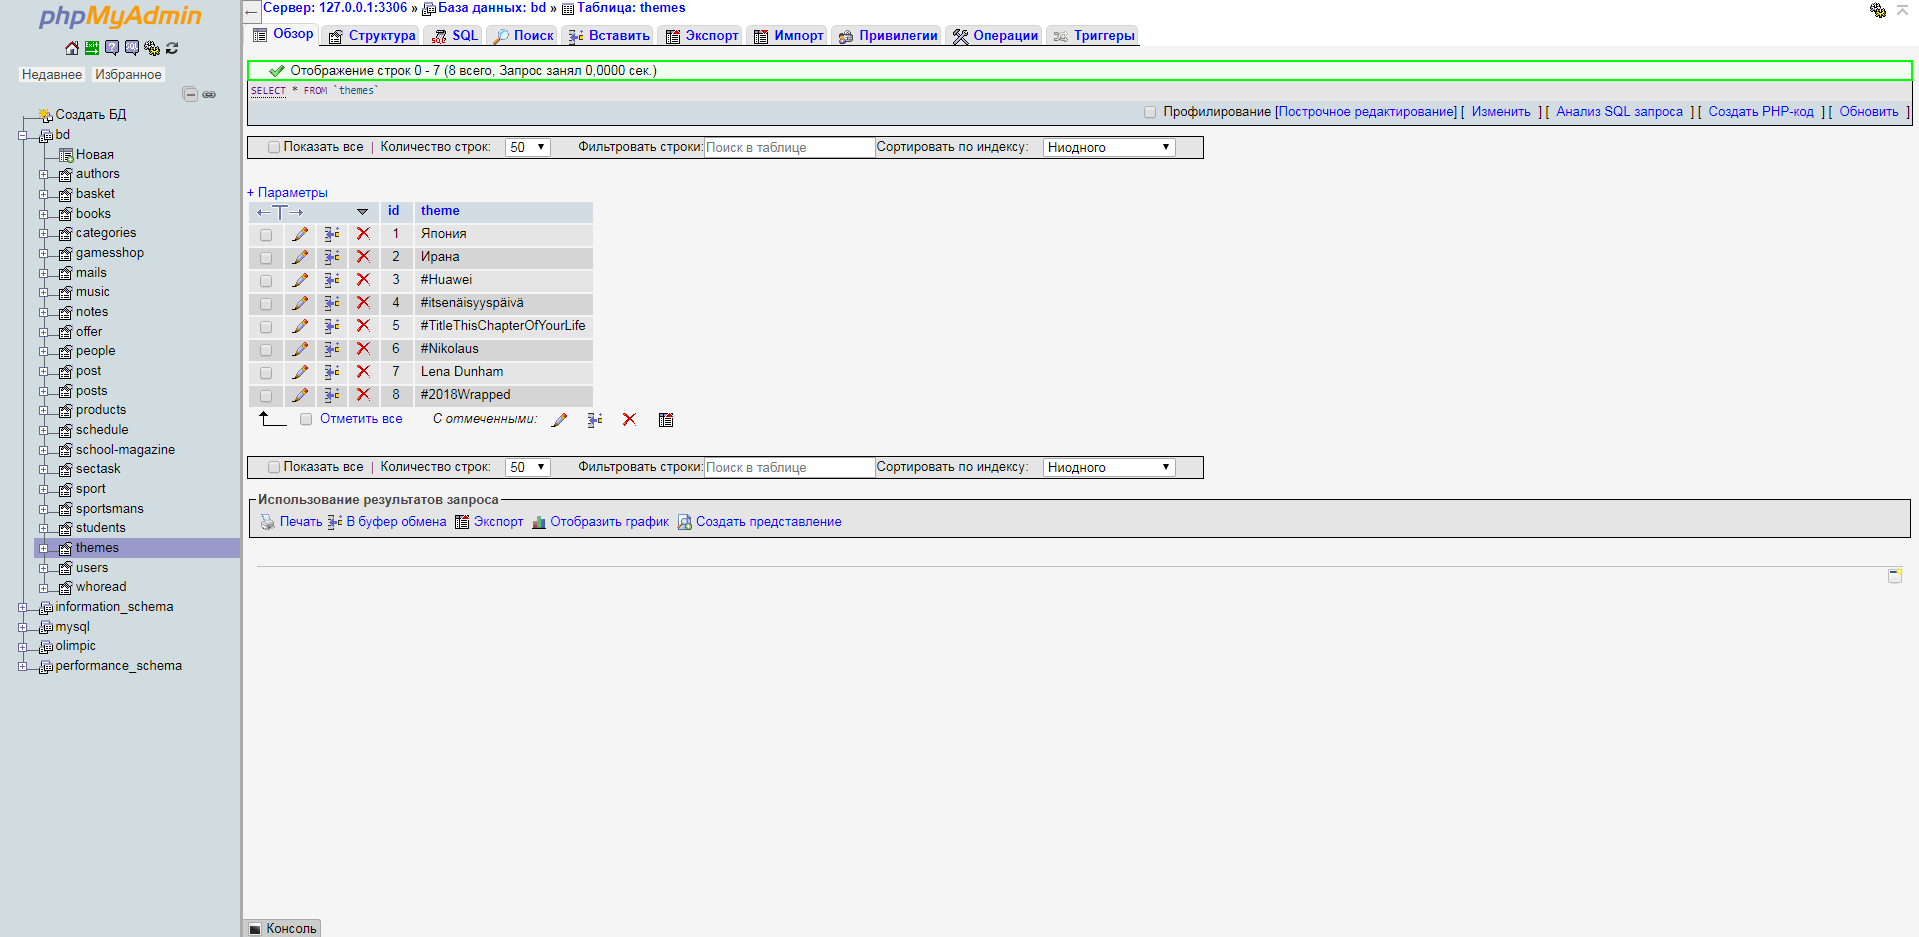 phpMyAdmin
Недавнее Избранное
Создать БД
bd
Новая
authors
basket
books
categories
gamesshop
mails
music
notes
offer
people
post
posts
products
schedule
school-magazine
sectask
sport
sportsmans
students
themes
users
whoread
information_schema
mysql
olimpic
performance_schema
← Сервер: 127.0.0.1:3306 » База данных: bd » Таблица: themes
Обзор Структура SQL Поиск Вставить Экспорт Импорт Привилегии Операции Триггеры
Отображение строк 0 - 7 (8 всего, Запрос занял 0,0000 сек.)
SELECT * FROM `themes`
Профилирование [Построчное редактирование] [ Изменить ] [ Анализ SQL запроса ] [ Создать PHP-код ] [ Обновить ]
Показать все | Количество строк: 50 Фильтровать строки: Поиск в таблице Сортировать по индексу: Ниодного
+ Параметры
←T→ id theme
1 Япония
2 Ирана
3 #Huawei
4 #itsenäisyyspäivä
5 #TitleThisChapterOfYourLife
6 #Nikolaus
7 Lena Dunham
8 #2018Wrapped
Отметить все С отмеченными:
Показать все | Количество строк: 50 Фильтровать строки: Поиск в таблице Сортировать по индексу: Ниодного
Использование результатов запроса
Печать В буфер обмена Экспорт Отобразить график Создать представление
Консоль